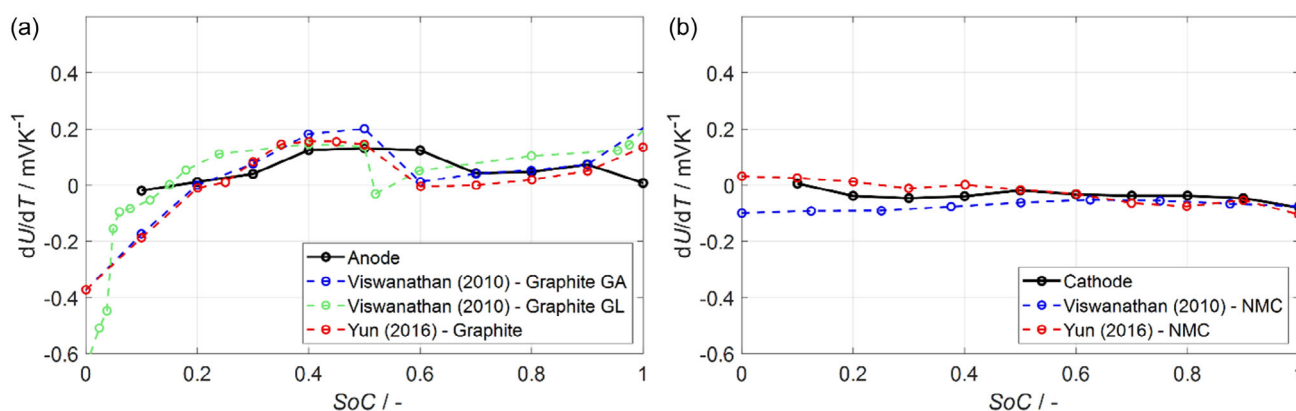 (a)
dU/dT / mVK⁻¹
0.4
0.2
0
-0.2
-0.4
-0.6
Anode
Viswanathan (2010) - Graphite GA
Viswanathan (2010) - Graphite GL
Yun (2016) - Graphite
0 0.2 0.4 0.6 0.8 1
SoC / -
(b)
dU/dT / mVK⁻¹
0.4
0.2
0
-0.2
-0.4
-0.6
Cathode
Viswanathan (2010) - NMC
Yun (2016) - NMC
0 0.2 0.4 0.6 0.8 1
SoC / -